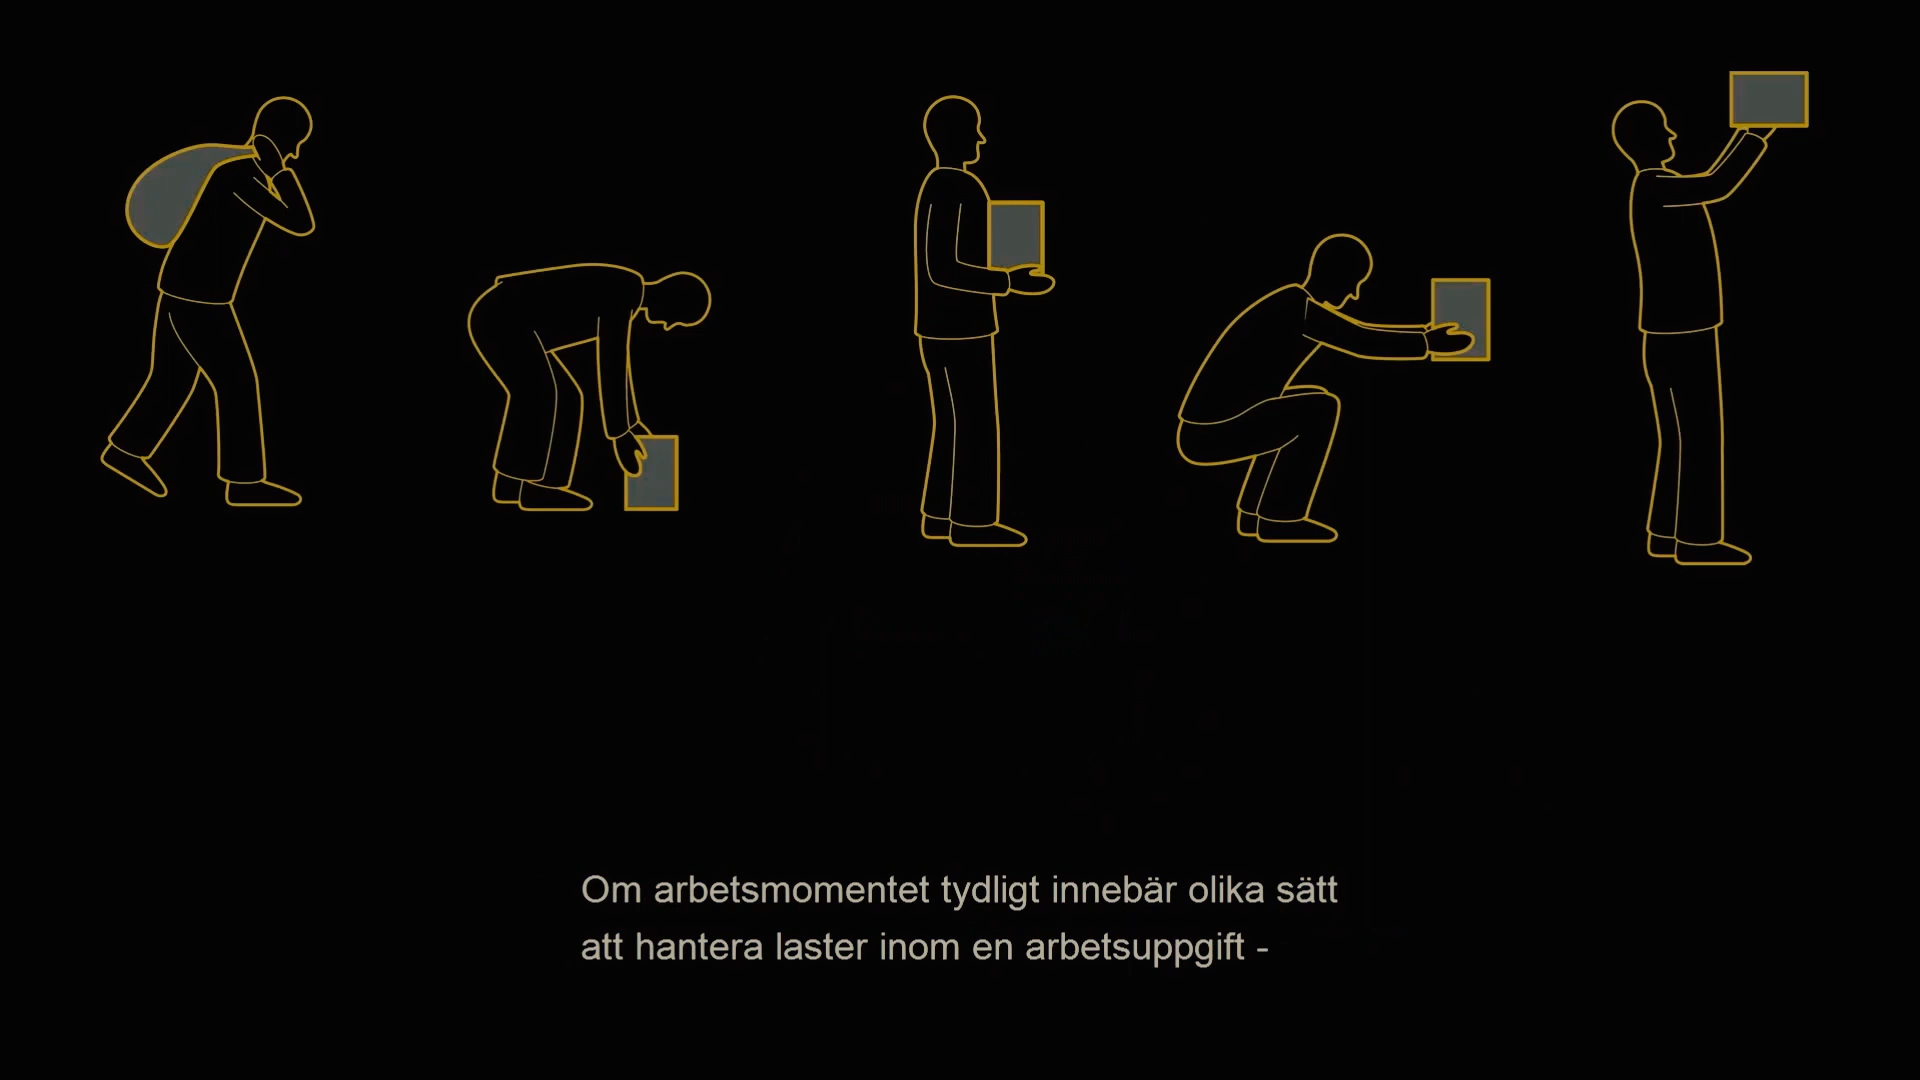 Om arbetsmomentet tydligt innebär olika sätt
att hantera laster inom en arbetsuppgift -